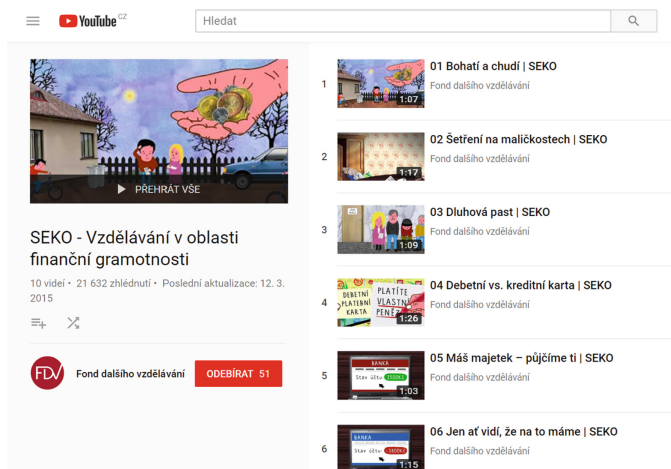 YouTube CZ
Hledat
PŘEHRÁT VŠE
SEKO - Vzdělávání v oblasti
finanční gramotnosti
10 videí • 21 632 zhlédnutí • Poslední aktualizace: 12. 3.
2015
FDV
Fond dalšího vzdělávání
ODEBÍRAT 51
1
1:07
01 Bohatí a chudí | SEKO
Fond dalšího vzdělávání
2
1:17
02 Šetření na maličkostech | SEKO
Fond dalšího vzdělávání
3
1:09
03 Dluhová past | SEKO
Fond dalšího vzdělávání
4
DEBETNÍ
PLATEBNÍ
KARTA
PLATÍTE
VLASTN
PENĚZ
1:26
04 Debetní vs. kreditní karta | SEKO
Fond dalšího vzdělávání
5
BANKA
Stav účtu:
1:03
05 Máš majetek – půjčíme ti | SEKO
Fond dalšího vzdělávání
6
BANKA
Stav účtu:
1:15
06 Jen ať vidí, že na to máme | SEKO
Fond dalšího vzdělávání